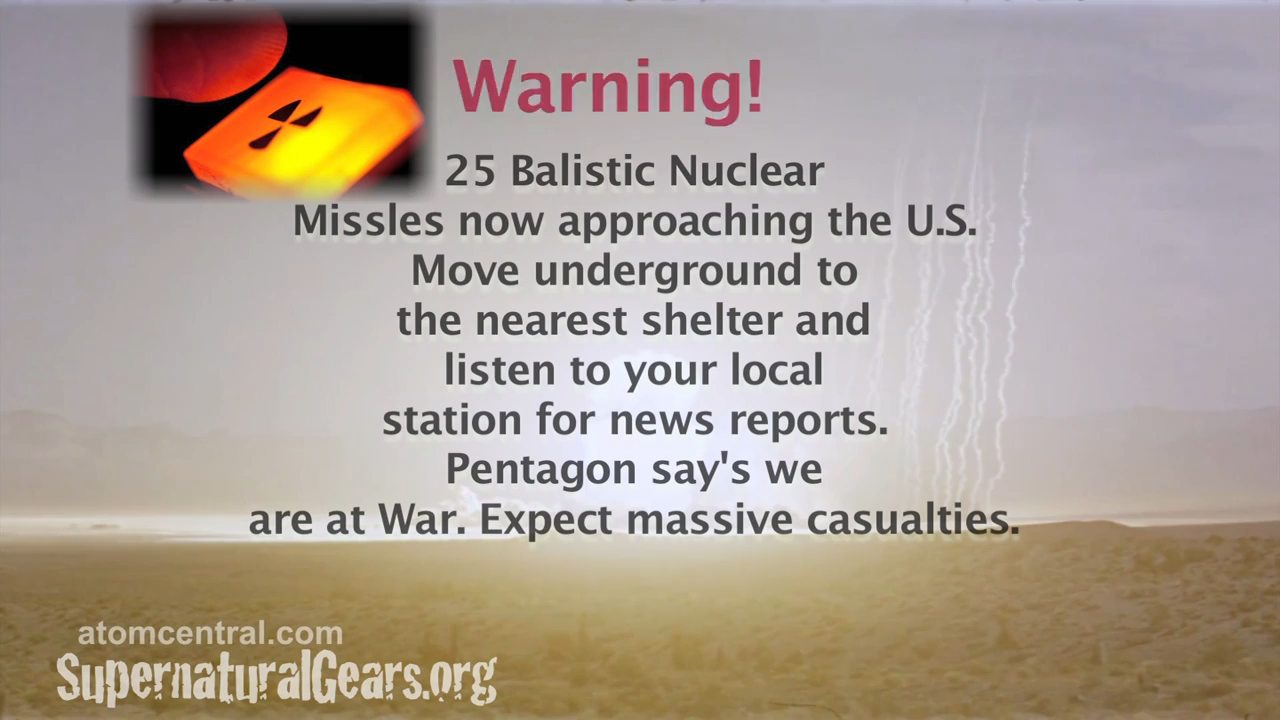 Warning!
25 Balistic Nuclear
Missles now approaching the U.S.
Move underground to
the nearest shelter and
listen to your local
station for news reports.
Pentagon say's we
are at War. Expect massive casualties.
atomcentral.com
SupernaturalGears.org